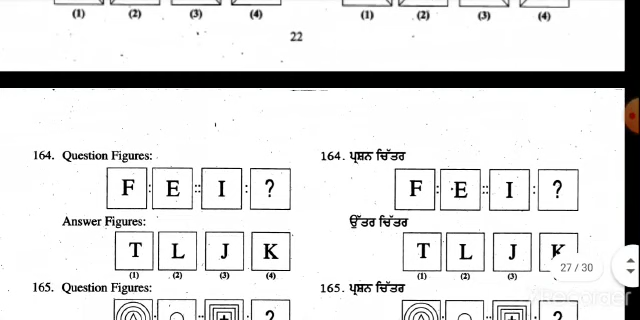 (1) (2) (3) (4) (1) (2) (3) (4)
22
164. Question Figures:
F : E :: I : ?
Answer Figures:
T L J K
(1) (2) (3) (4)
165. Question Figures:
?
164. ਪ੍ਰਸ਼ਨ ਚਿੱਤਰ
F : E :: I : ?
ਉੱਤਰ ਚਿੱਤਰ
T L J K
(1) (2) (3)
27 / 30
165. ਪ੍ਰਸ਼ਨ ਚਿੱਤਰ
?